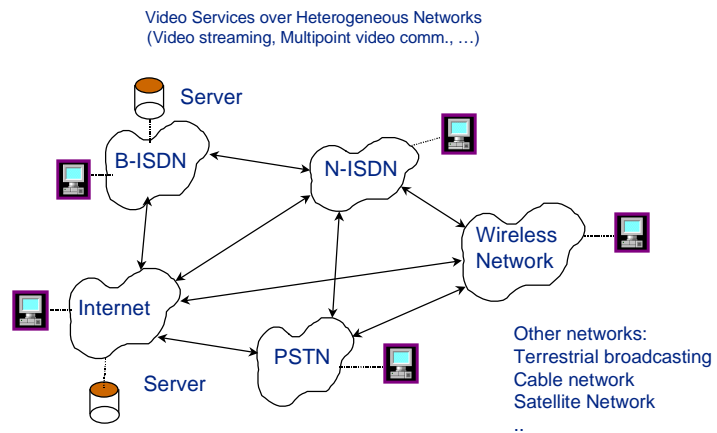 Video Services over Heterogeneous Networks
(Video streaming, Multipoint video comm., …)
Server
B-ISDN
N-ISDN
Wireless
Network
Internet
PSTN
Server
Other networks:
Terrestrial broadcasting
Cable network
Satellite Network
..